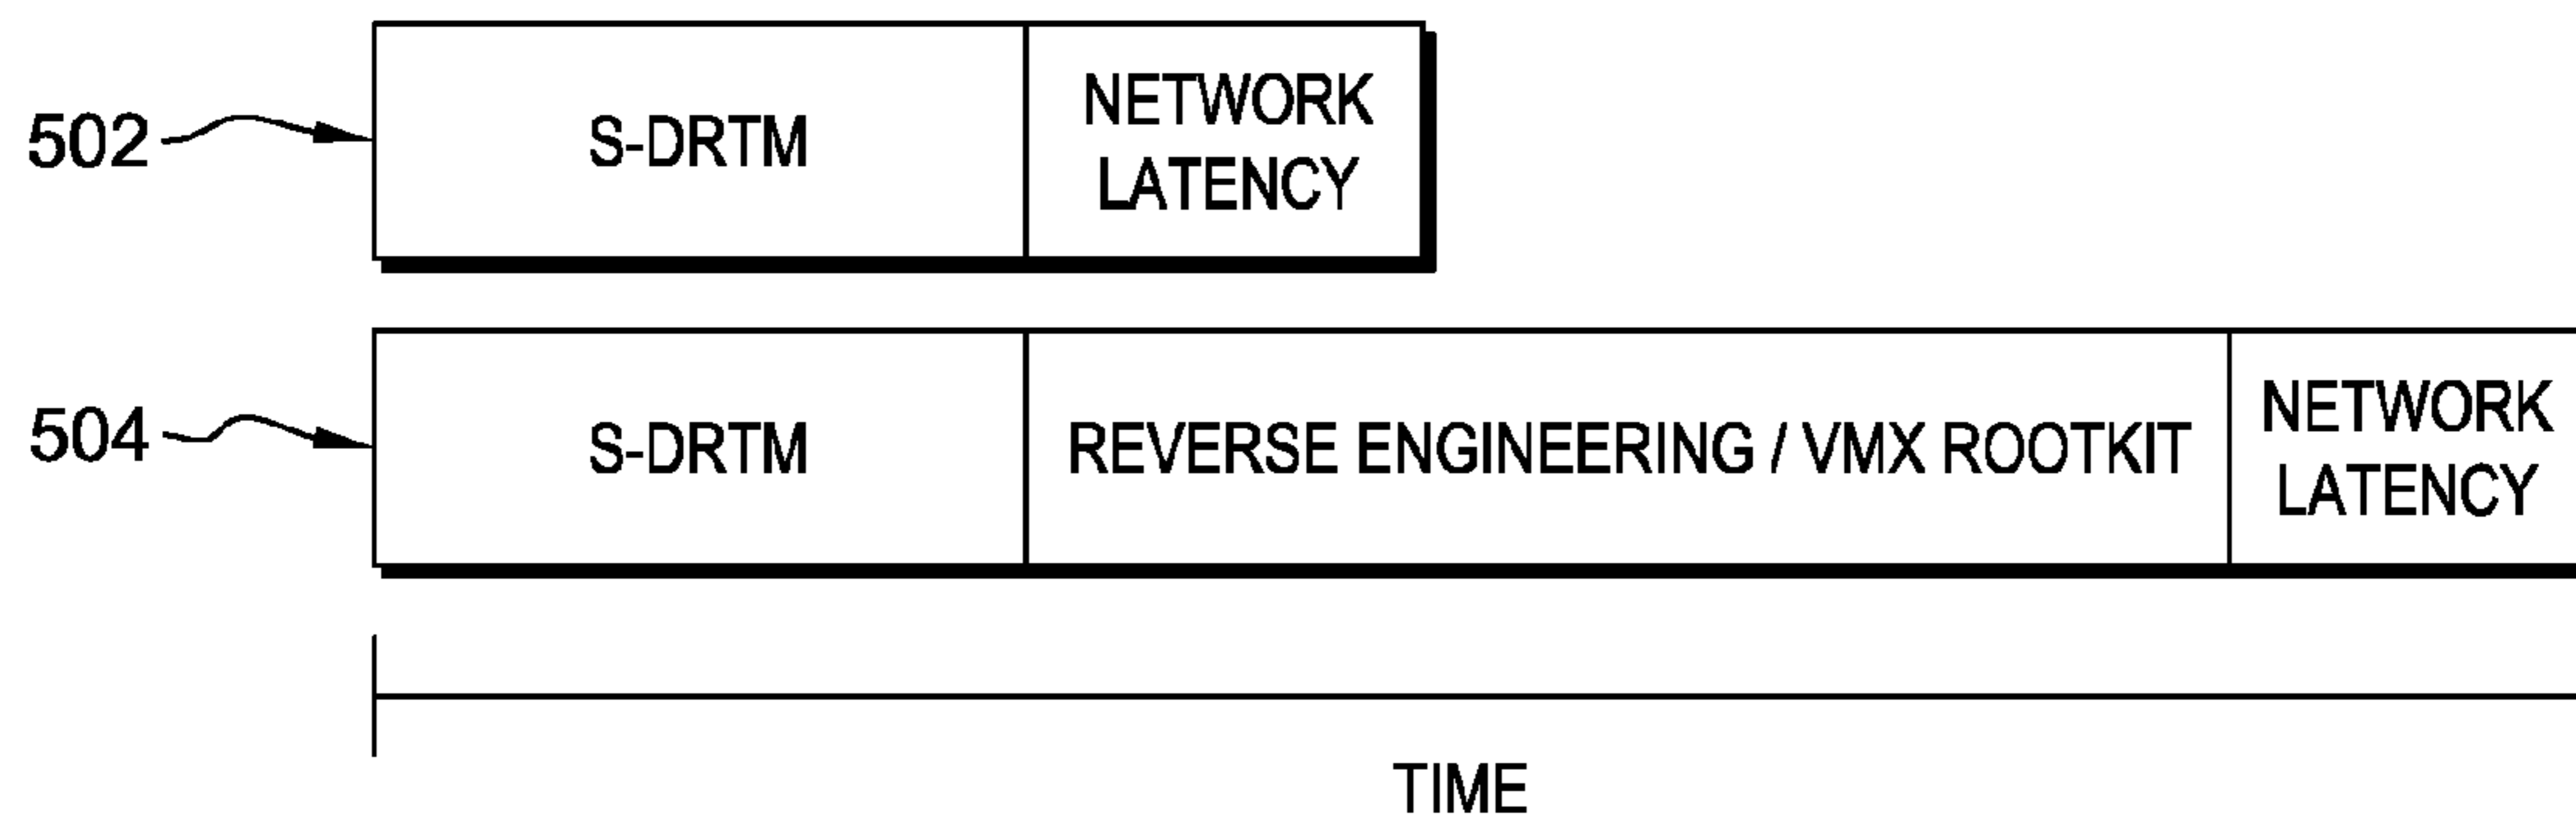 502
S-DRTM
NETWORK
LATENCY
504
S-DRTM
REVERSE ENGINEERING / VMX ROOTKIT
NETWORK
LATENCY
TIME